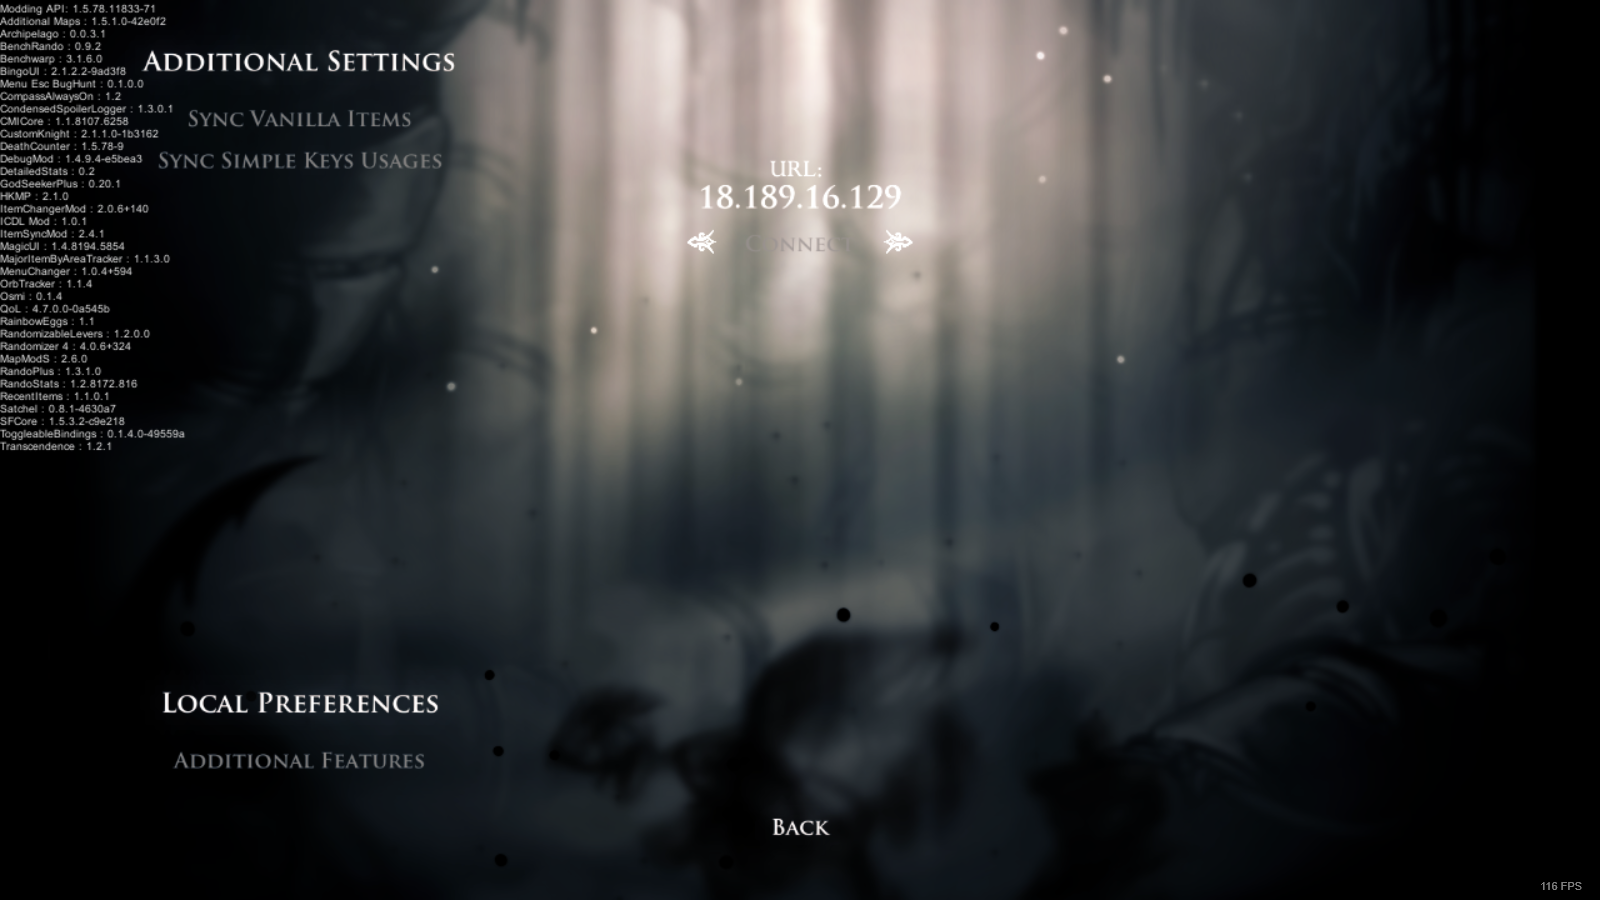 Modding API: 1.5.78.11833-71
Additional Maps : 1.5.1.0-42e0f2
Archipelago : 0.0.3.1
BenchRando : 0.9.2
Benchwarp : 3.1.6.0
BingoUI : 2.1.2.2-9ad3f8
Menu Esc BugHunt : 0.1.0.0
CompassAlwaysOn : 1.2
CondensedSpoilerLogger : 1.3.0.1
CMICore : 1.1.8107.6258
CustomKnight : 2.1.1.0-1b3162
DeathCounter : 1.5.78-9
DebugMod : 1.4.9.4-e5bea3
DetailedStats : 0.2
GodSeekerPlus : 0.20.1
HKMP : 2.1.0
ItemChangerMod : 2.0.6+140
ICDL Mod : 1.0.1
ItemSyncMod : 2.4.1
MagicUI : 1.4.8194.5854
MajorItemByAreaTracker : 1.1.3.0
MenuChanger : 1.0.4+594
OrbTracker : 1.1.4
Osmi : 0.1.4
QoL : 4.7.0.0-0a545b
RainbowEggs : 1.1
RandomizableLevers : 1.2.0.0
Randomizer 4 : 4.0.6+324
MapModS : 2.6.0
RandoPlus : 1.3.1.0
RandoStats : 1.2.8172.816
RecentItems : 1.1.0.1
Satchel : 0.8.1-4630a7
SFCore : 1.5.3.2-c9e218
ToggleableBindings : 0.1.4.0-49559a
Transcendence : 1.2.1
Additional Settings
Sync Vanilla Items
Sync Simple Keys Usages
URL:
18.189.16.129
Connect
Local Preferences
Additional Features
Back
116 FPS